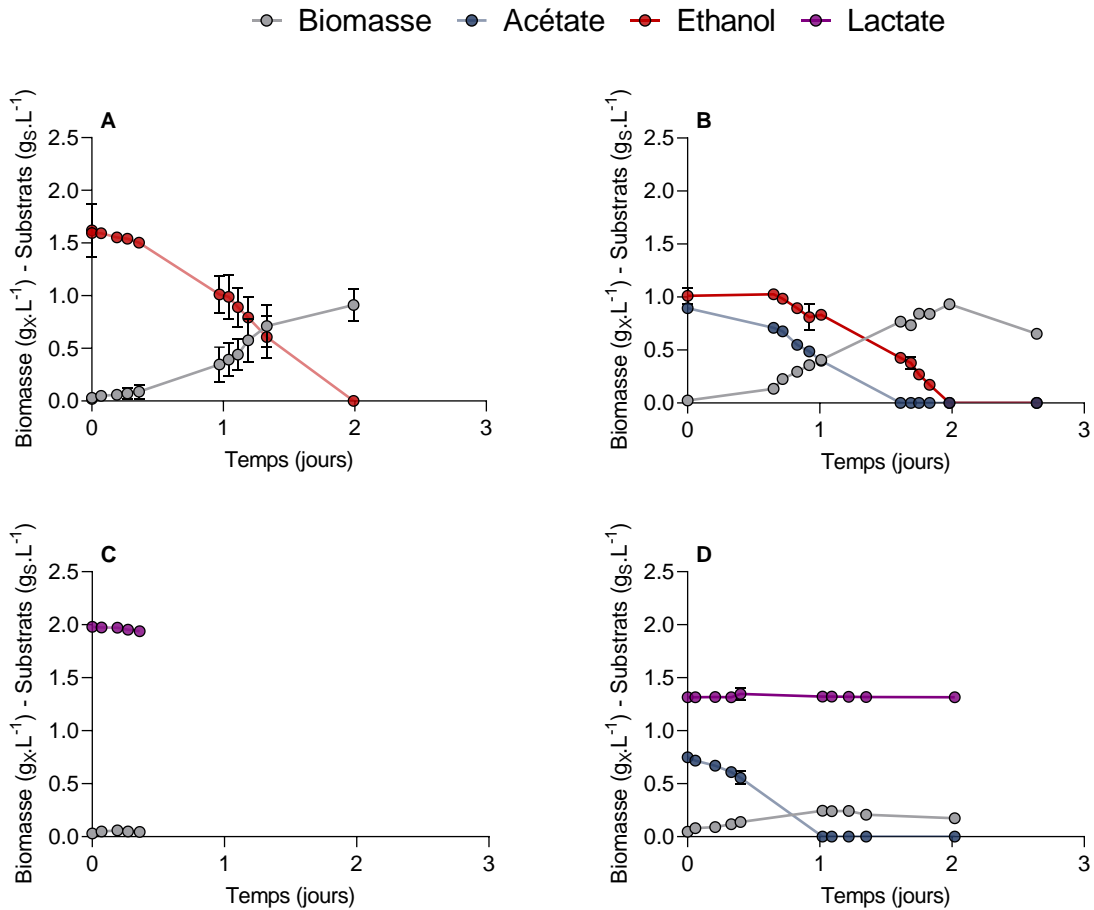 Biomasse Acétate Ethanol Lactate
A
Biomasse (gX.L-1) - Substrats (gS.L-1)
2.5
2.0
1.5
1.0
0.5
0.0
0 1 2 3
Temps (jours)
B
Biomasse (gX.L-1) - Substrats (gS.L-1)
2.5
2.0
1.5
1.0
0.5
0.0
0 1 2 3
Temps (jours)
C
Biomasse (gX.L-1) - Substrats (gS.L-1)
2.5
2.0
1.5
1.0
0.5
0.0
0 1 2 3
Temps (jours)
D
Biomasse (gX.L-1) - Substrats (gS.L-1)
2.5
2.0
1.5
1.0
0.5
0.0
0 1 2 3
Temps (jours)